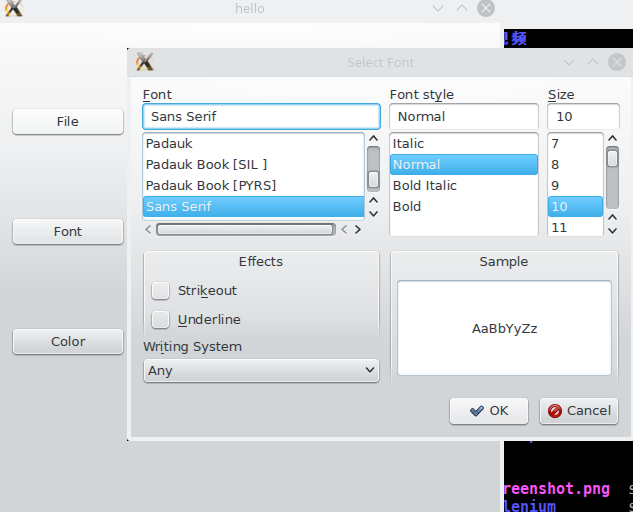 hello
视频
Select Font
Font
Font style
Size
Sans Serif
Normal
10
Padauk
Padauk Book [SIL ]
Padauk Book [PYRS]
Sans Serif
Italic
Normal
Bold Italic
Bold
7
8
9
10
11
File
Font
Color
Effects
Strikeout
Underline
Writing System
Any
Sample
AaBbYyZz
OK
Cancel
reenshot.png s
lenium s